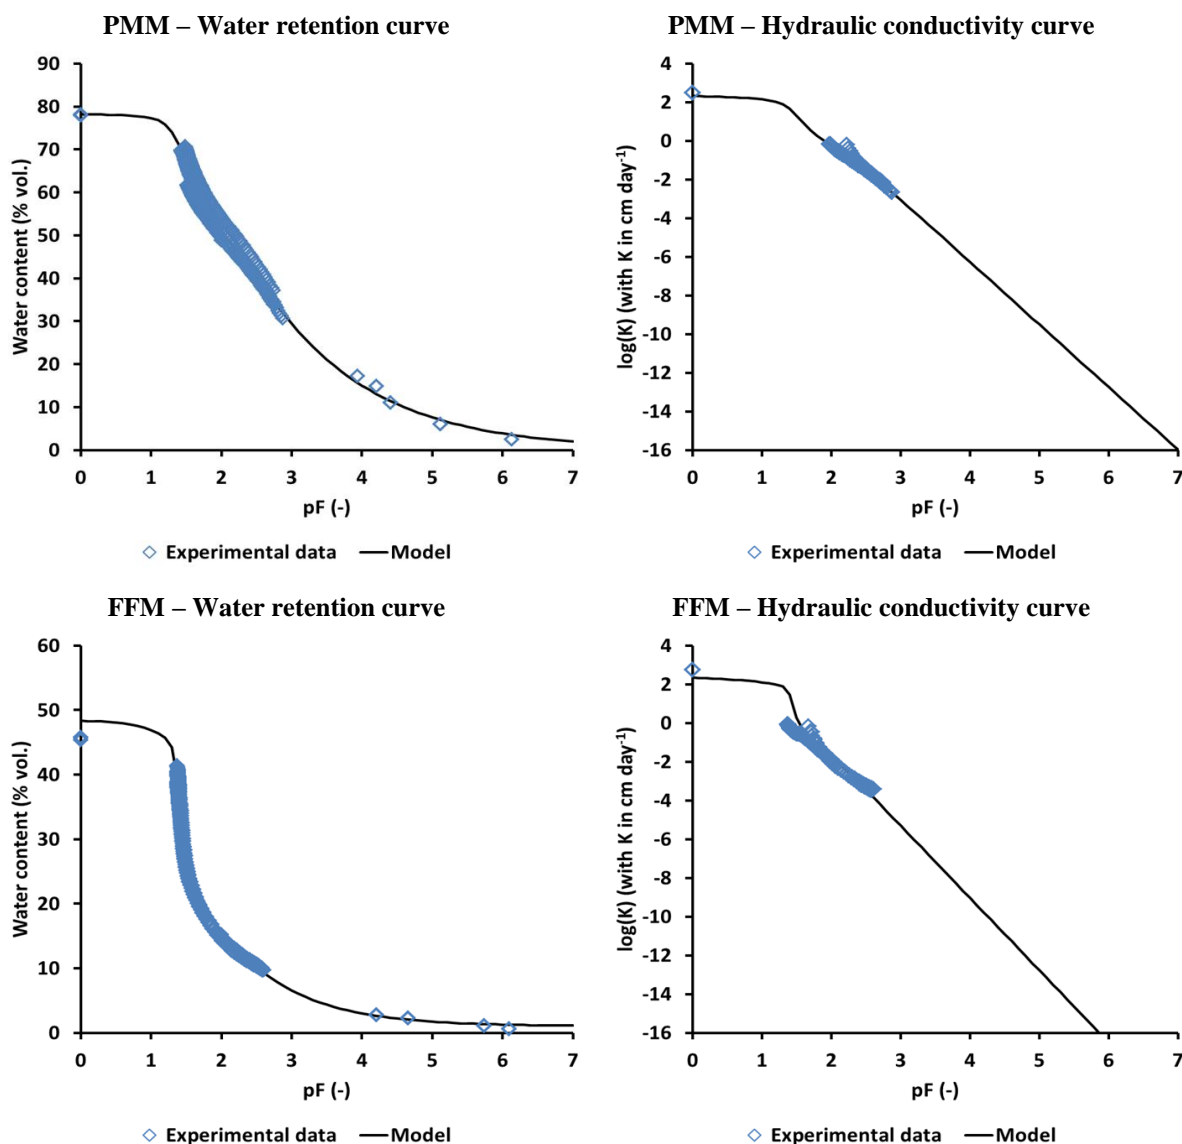 PMM – Water retention curve
90
80
70
60
50
40
30
20
10
0
Water content (% vol.)
0 1 2 3 4 5 6 7
pF (-)
Experimental data Model
PMM – Hydraulic conductivity curve
4
2
0
-2
-4
-6
-8
-10
-12
-14
-16
log(K) (with K in cm day⁻¹)
0 1 2 3 4 5 6 7
pF (-)
Experimental data Model
FFM – Water retention curve
60
50
40
30
20
10
0
Water content (% vol.)
0 1 2 3 4 5 6 7
pF (-)
Experimental data Model
FFM – Hydraulic conductivity curve
4
2
0
-2
-4
-6
-8
-10
-12
-14
-16
log(K) (with K in cm day⁻¹)
0 1 2 3 4 5 6 7
pF (-)
Experimental data Model